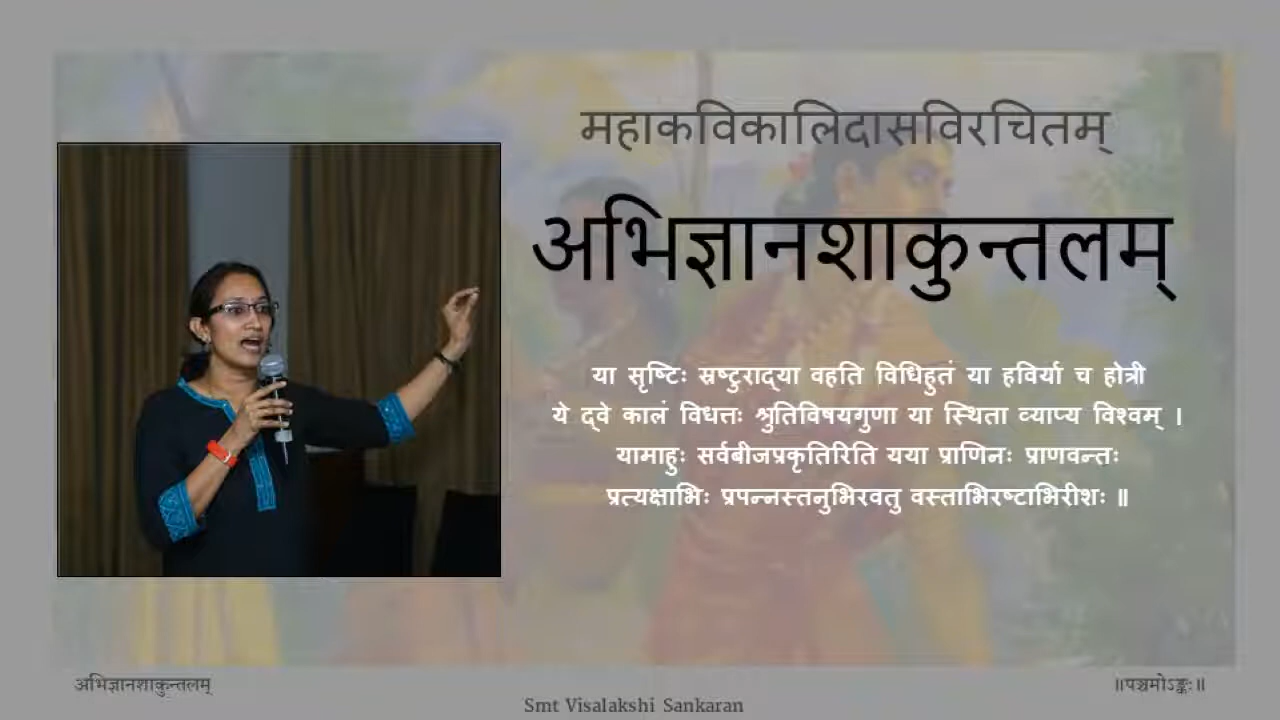 महाकविकालिदासविरचितम्
अभिज्ञानशाकुन्तलम्
या सृष्टिः स्रष्टुराद्या वहति विधिहुतं या हविर्या च होत्री
ये द्वे कालं विधत्तः श्रुतिविषयगुणा या स्थिता व्याप्य विश्वम् ।
यामाहुः सर्वबीजप्रकृतिरिति यया प्राणिनः प्राणवन्तः
प्रत्यक्षाभिः प्रपन्नस्तनुभिरवतु वस्ताभिरष्टाभिरीशः ॥
अभिज्ञानशाकुन्तलम्
॥पञ्चमोऽङ्कः॥
Smt Visalakshi Sankaran